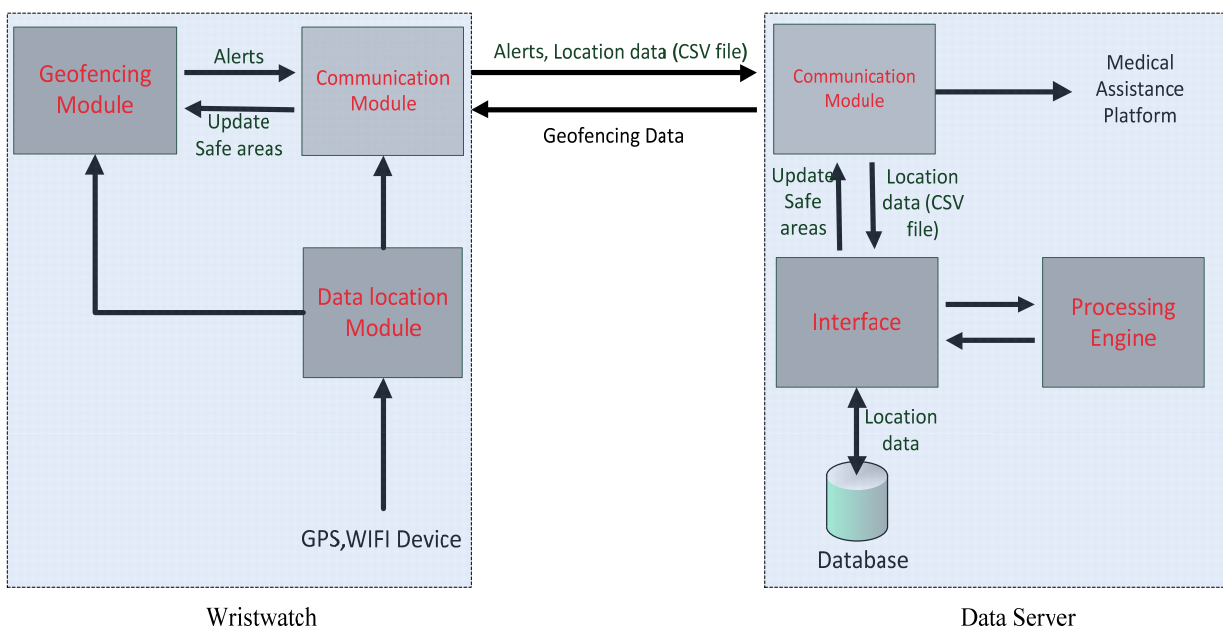 Geofencing
Module
Alerts
Update
Safe areas
Communication
Module
Data location
Module
GPS,WIFI Device
Wristwatch
Alerts, Location data (CSV file)
Geofencing Data
Communication
Module
Medical
Assistance
Platform
Update
Safe
areas
Location
data (CSV
file)
Interface
Processing
Engine
Location
data
Database
Data Server